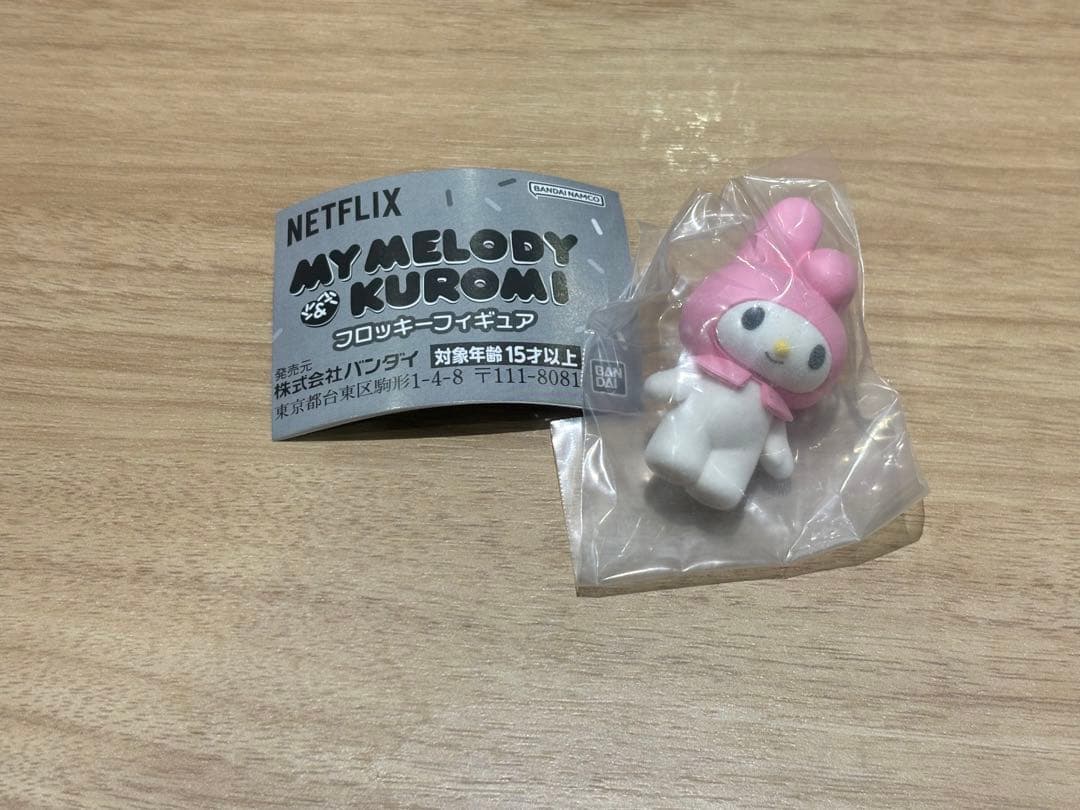 NETFLIX
BANDAI NAMCO
MY MELODY
& KUROMI
フロッキーフィギュア
発売元
株式会社バンダイ 対象年齢 15才以上
東京都台東区駒形1-4-8 〒111-8081
BAN
DAI